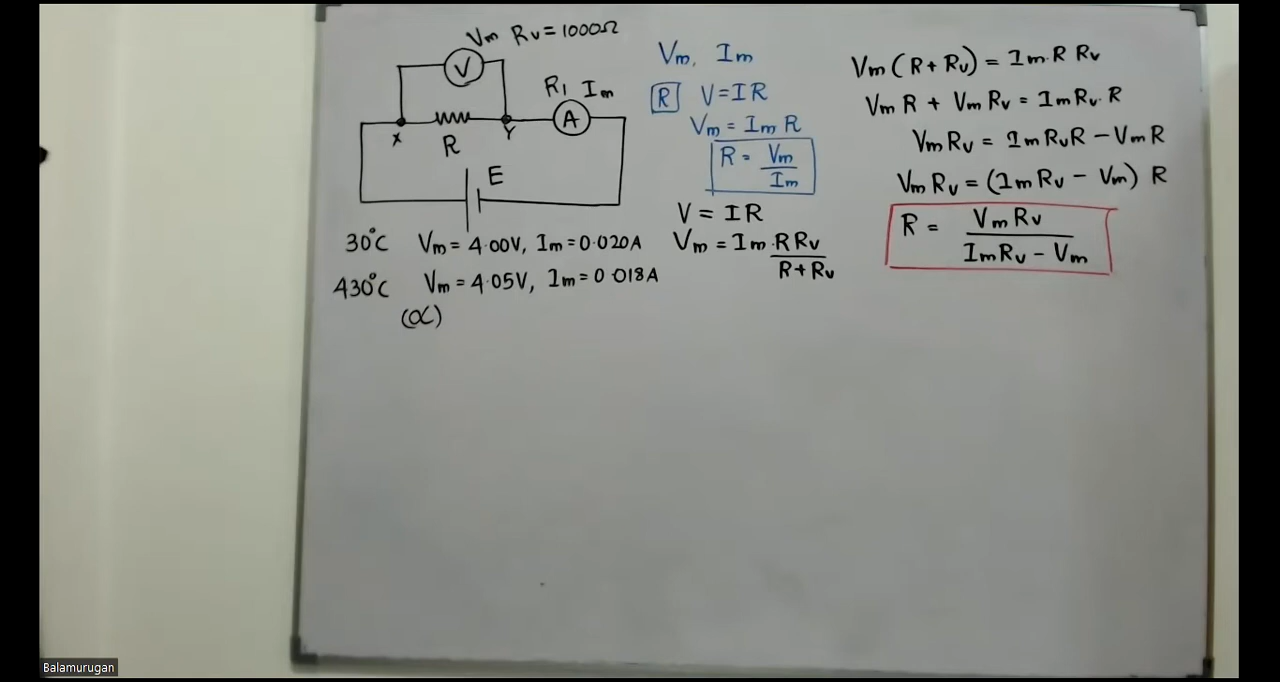 Vm Rv = 1000Ω
V
R1 Im
A
X
R
Y
E
30°C Vm = 4.00V, Im = 0.020A
430°C Vm = 4.05V, Im = 0.018A
(α)
Vm, Im
R V = IR
Vm = Im R
R = Vm / Im
V = IR
Vm = Im . R Rv / R + Rv
Vm (R + Rv) = Im . R Rv
Vm R + Vm Rv = Im Rv . R
Vm Rv = Im Rv R - Vm R
Vm Rv = (Im Rv - Vm) R
R = Vm Rv / Im Rv - Vm
Balamurugan